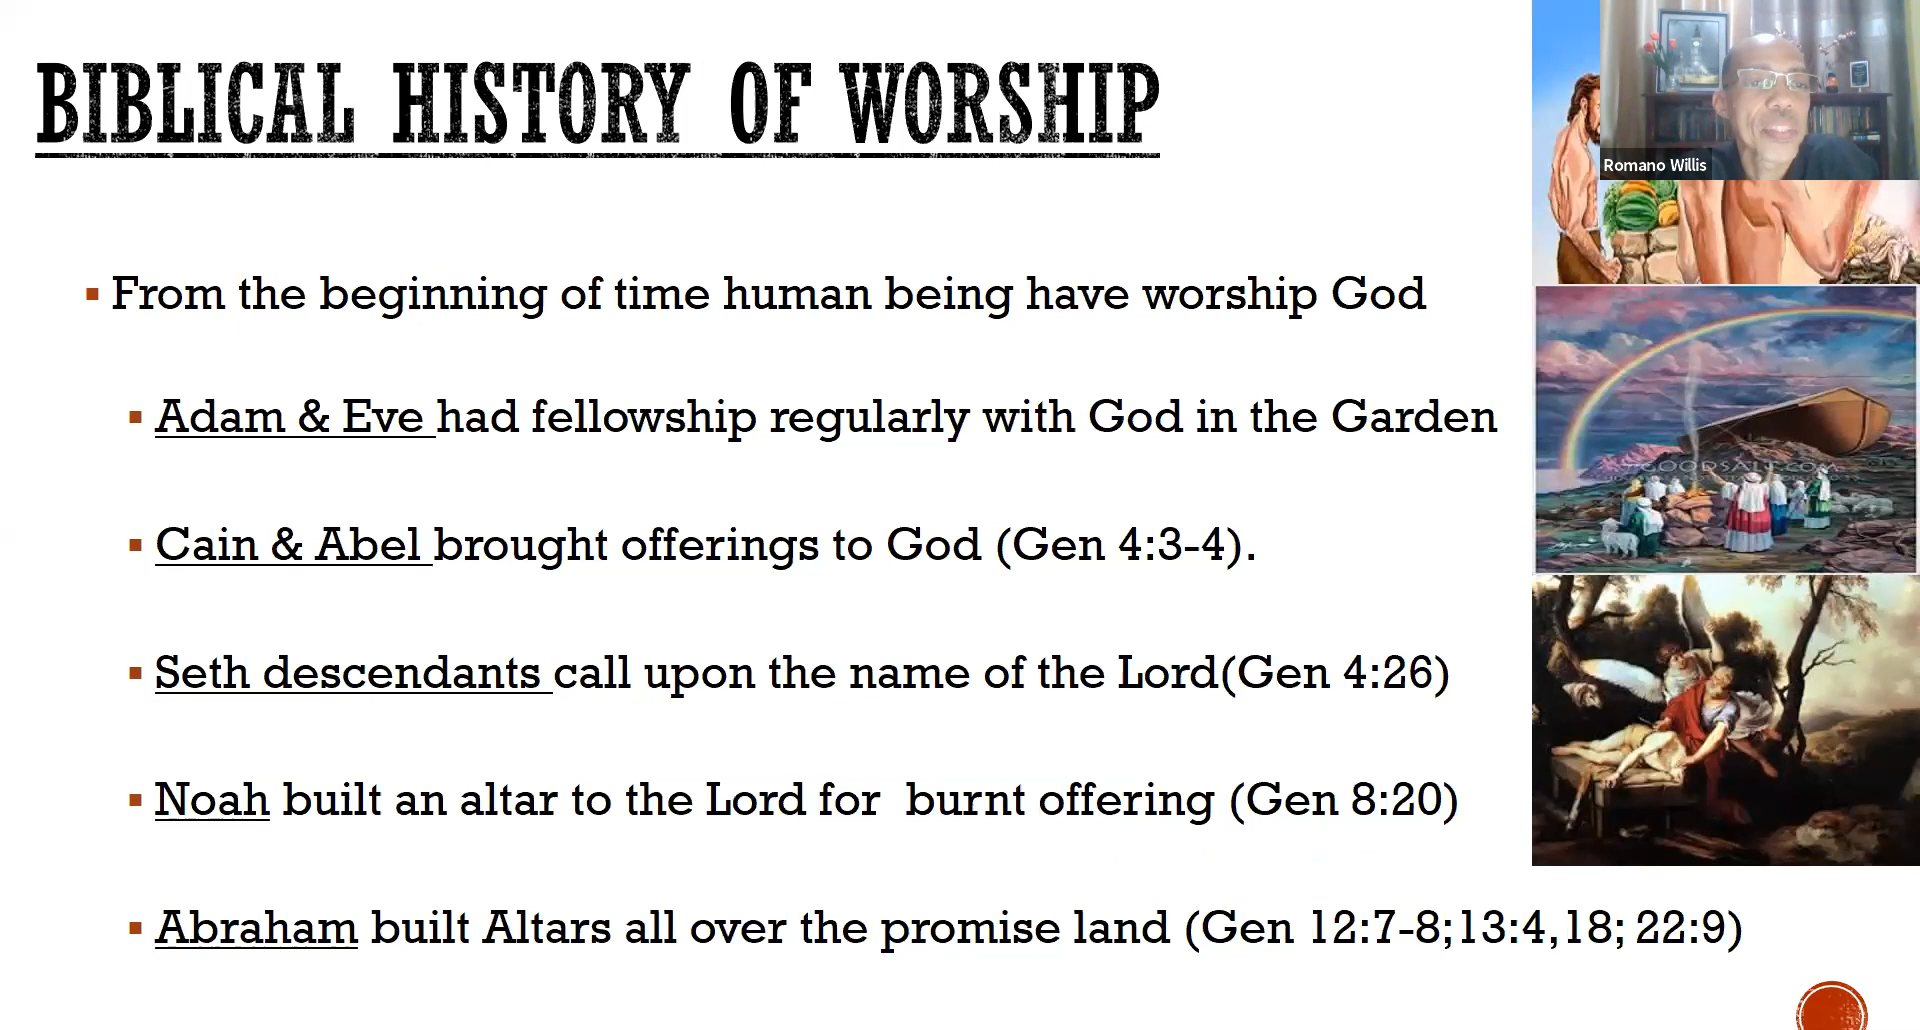 BIBLICAL HISTORY OF WORSHIP
Romano Willis
From the beginning of time human being have worship God
Adam & Eve had fellowship regularly with God in the Garden
Cain & Abel brought offerings to God (Gen 4:3-4).
GOODSALT.COM
Seth descendants call upon the name of the Lord(Gen 4:26)
Noah built an altar to the Lord for burnt offering (Gen 8:20)
Abraham built Altars all over the promise land (Gen 12:7-8;13:4,18; 22:9)